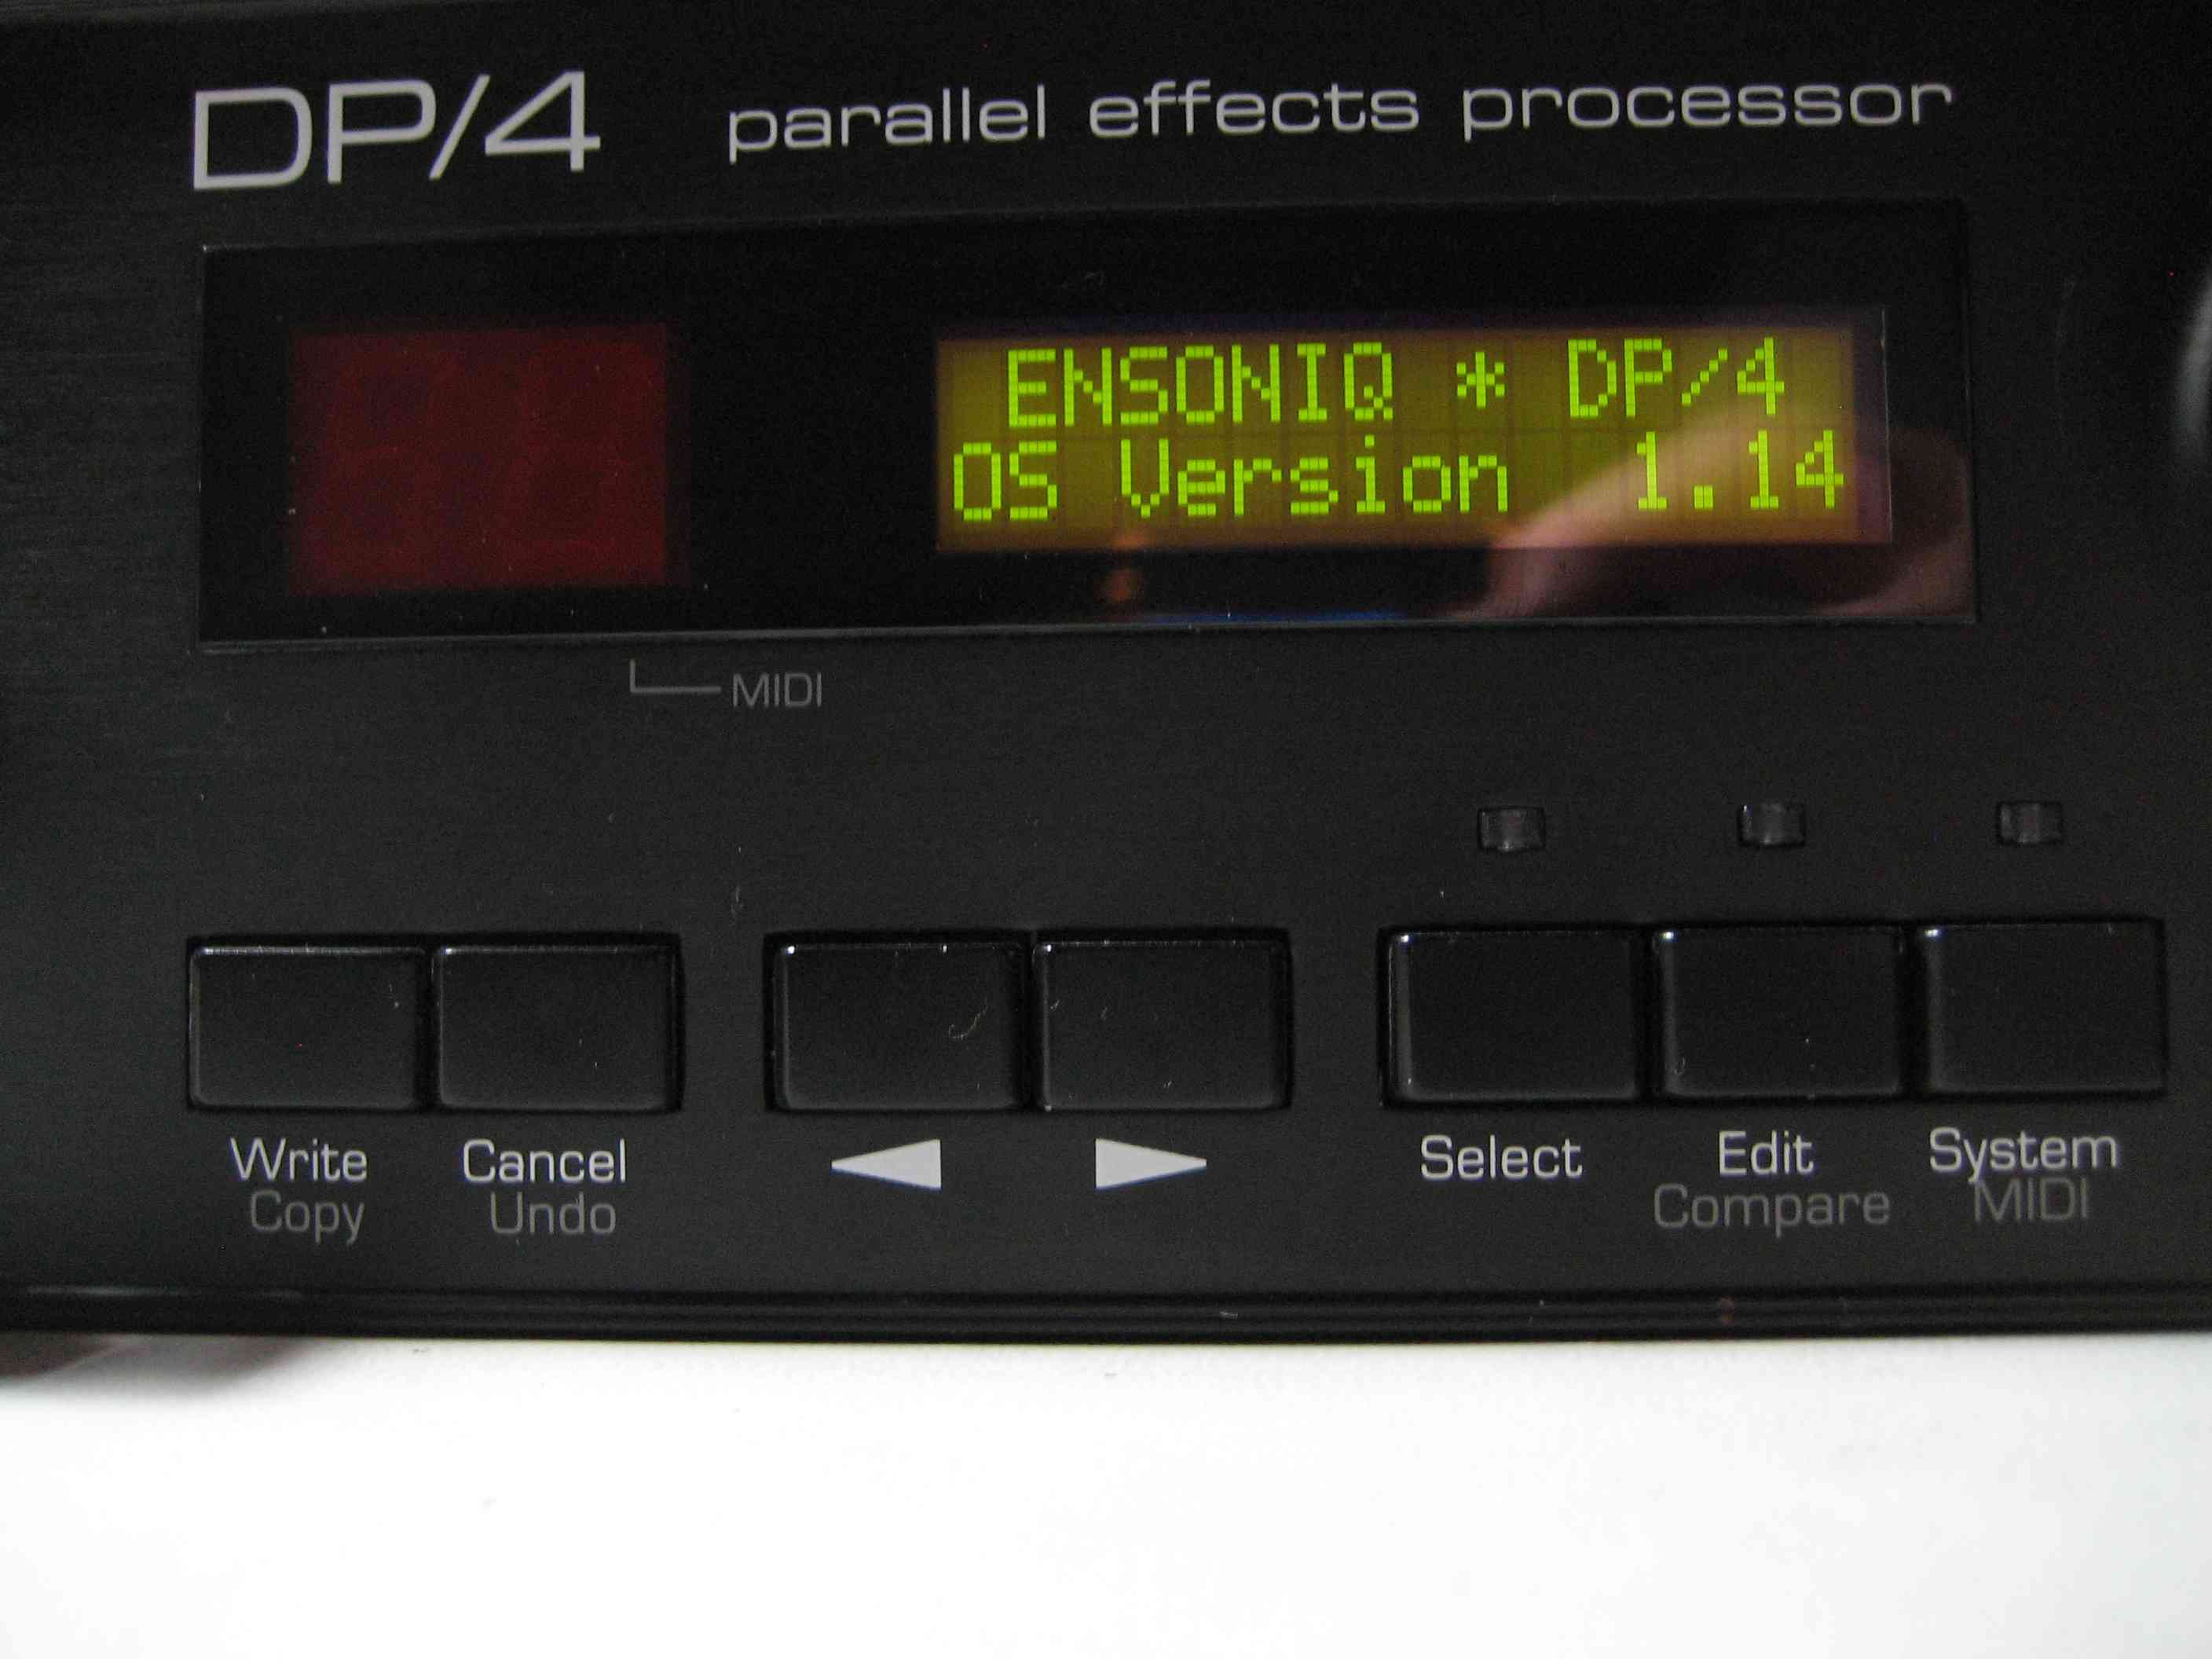 DP/4 parallel effects processor
ENSONIQ * DP/4
OS Version 1.14
MIDI
Write Cancel Select Edit System
Copy Undo Compare MIDI